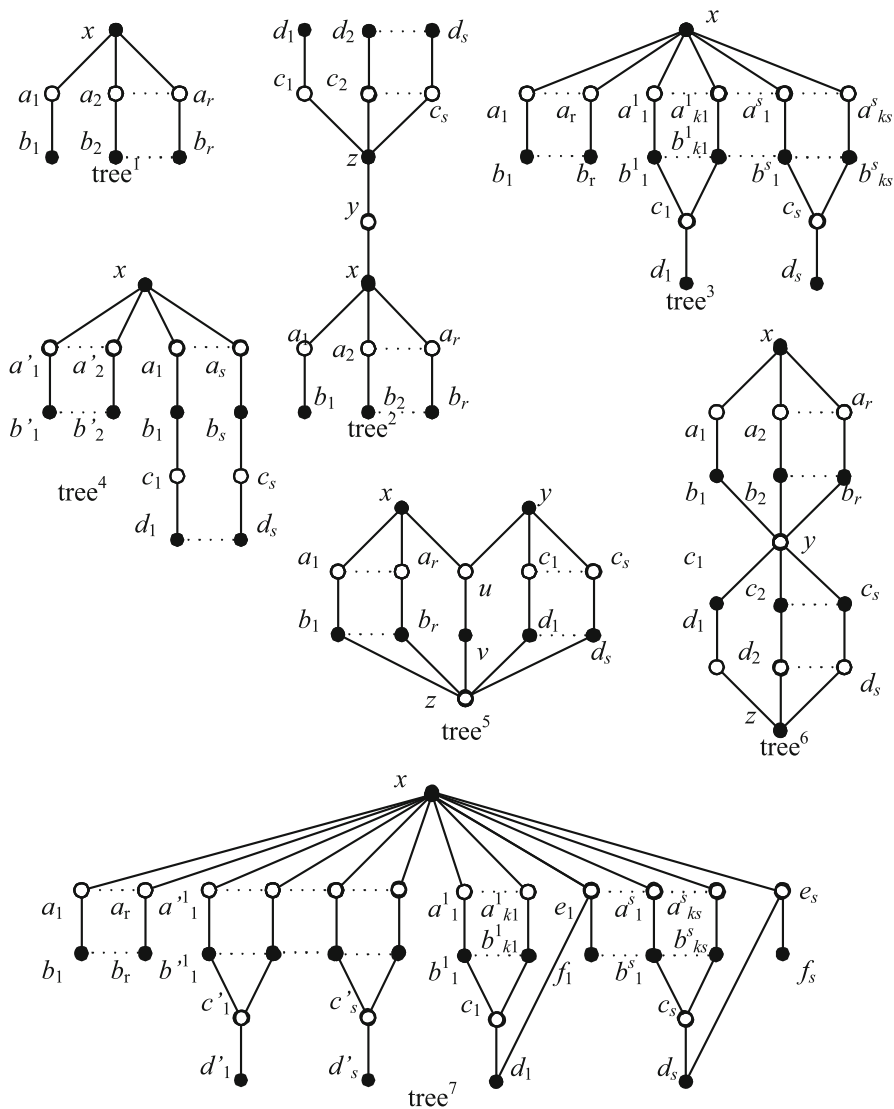 x
a₁ a₂ aᵣ
b₁ b₂ bᵣ
tree¹
d₁ d₂ dₛ
c₁ c₂ cₛ
z
y
x
a₁ a₂ aᵣ
b₁ b₂ bᵣ
tree²
x
a₁ aᵣ a¹₁ a¹ₖ₁ aˢ₁ aˢₖₛ
b₁ bᵣ b¹₁ b¹ₖ₁ bˢ₁ bˢₖₛ
c₁ cₛ
d₁ dₛ
tree³
x
a'₁ a'₂ a₁ aₛ
b'₁ b'₂ b₁ bₛ
c₁ cₛ
d₁ dₛ
tree⁴
x y
a₁ aᵣ u c₁ cₛ
b₁ bᵣ v d₁ dₛ
z
tree⁵
x
a₁ a₂ aᵣ
b₁ b₂ bᵣ
y
c₁ c₂ cₛ
d₁ d₂ dₛ
z
tree⁶
x
a₁ aᵣ a'¹₁ a¹₁ a¹ₖ₁ e₁ aˢ₁ aˢₖₛ eₛ
b₁ bᵣ b'¹₁ b¹₁ b¹ₖ₁ f₁ bˢ₁ bˢₖₛ fₛ
c'₁ c'ₛ c₁ cₛ
d'₁ d'ₛ d₁ dₛ
tree⁷